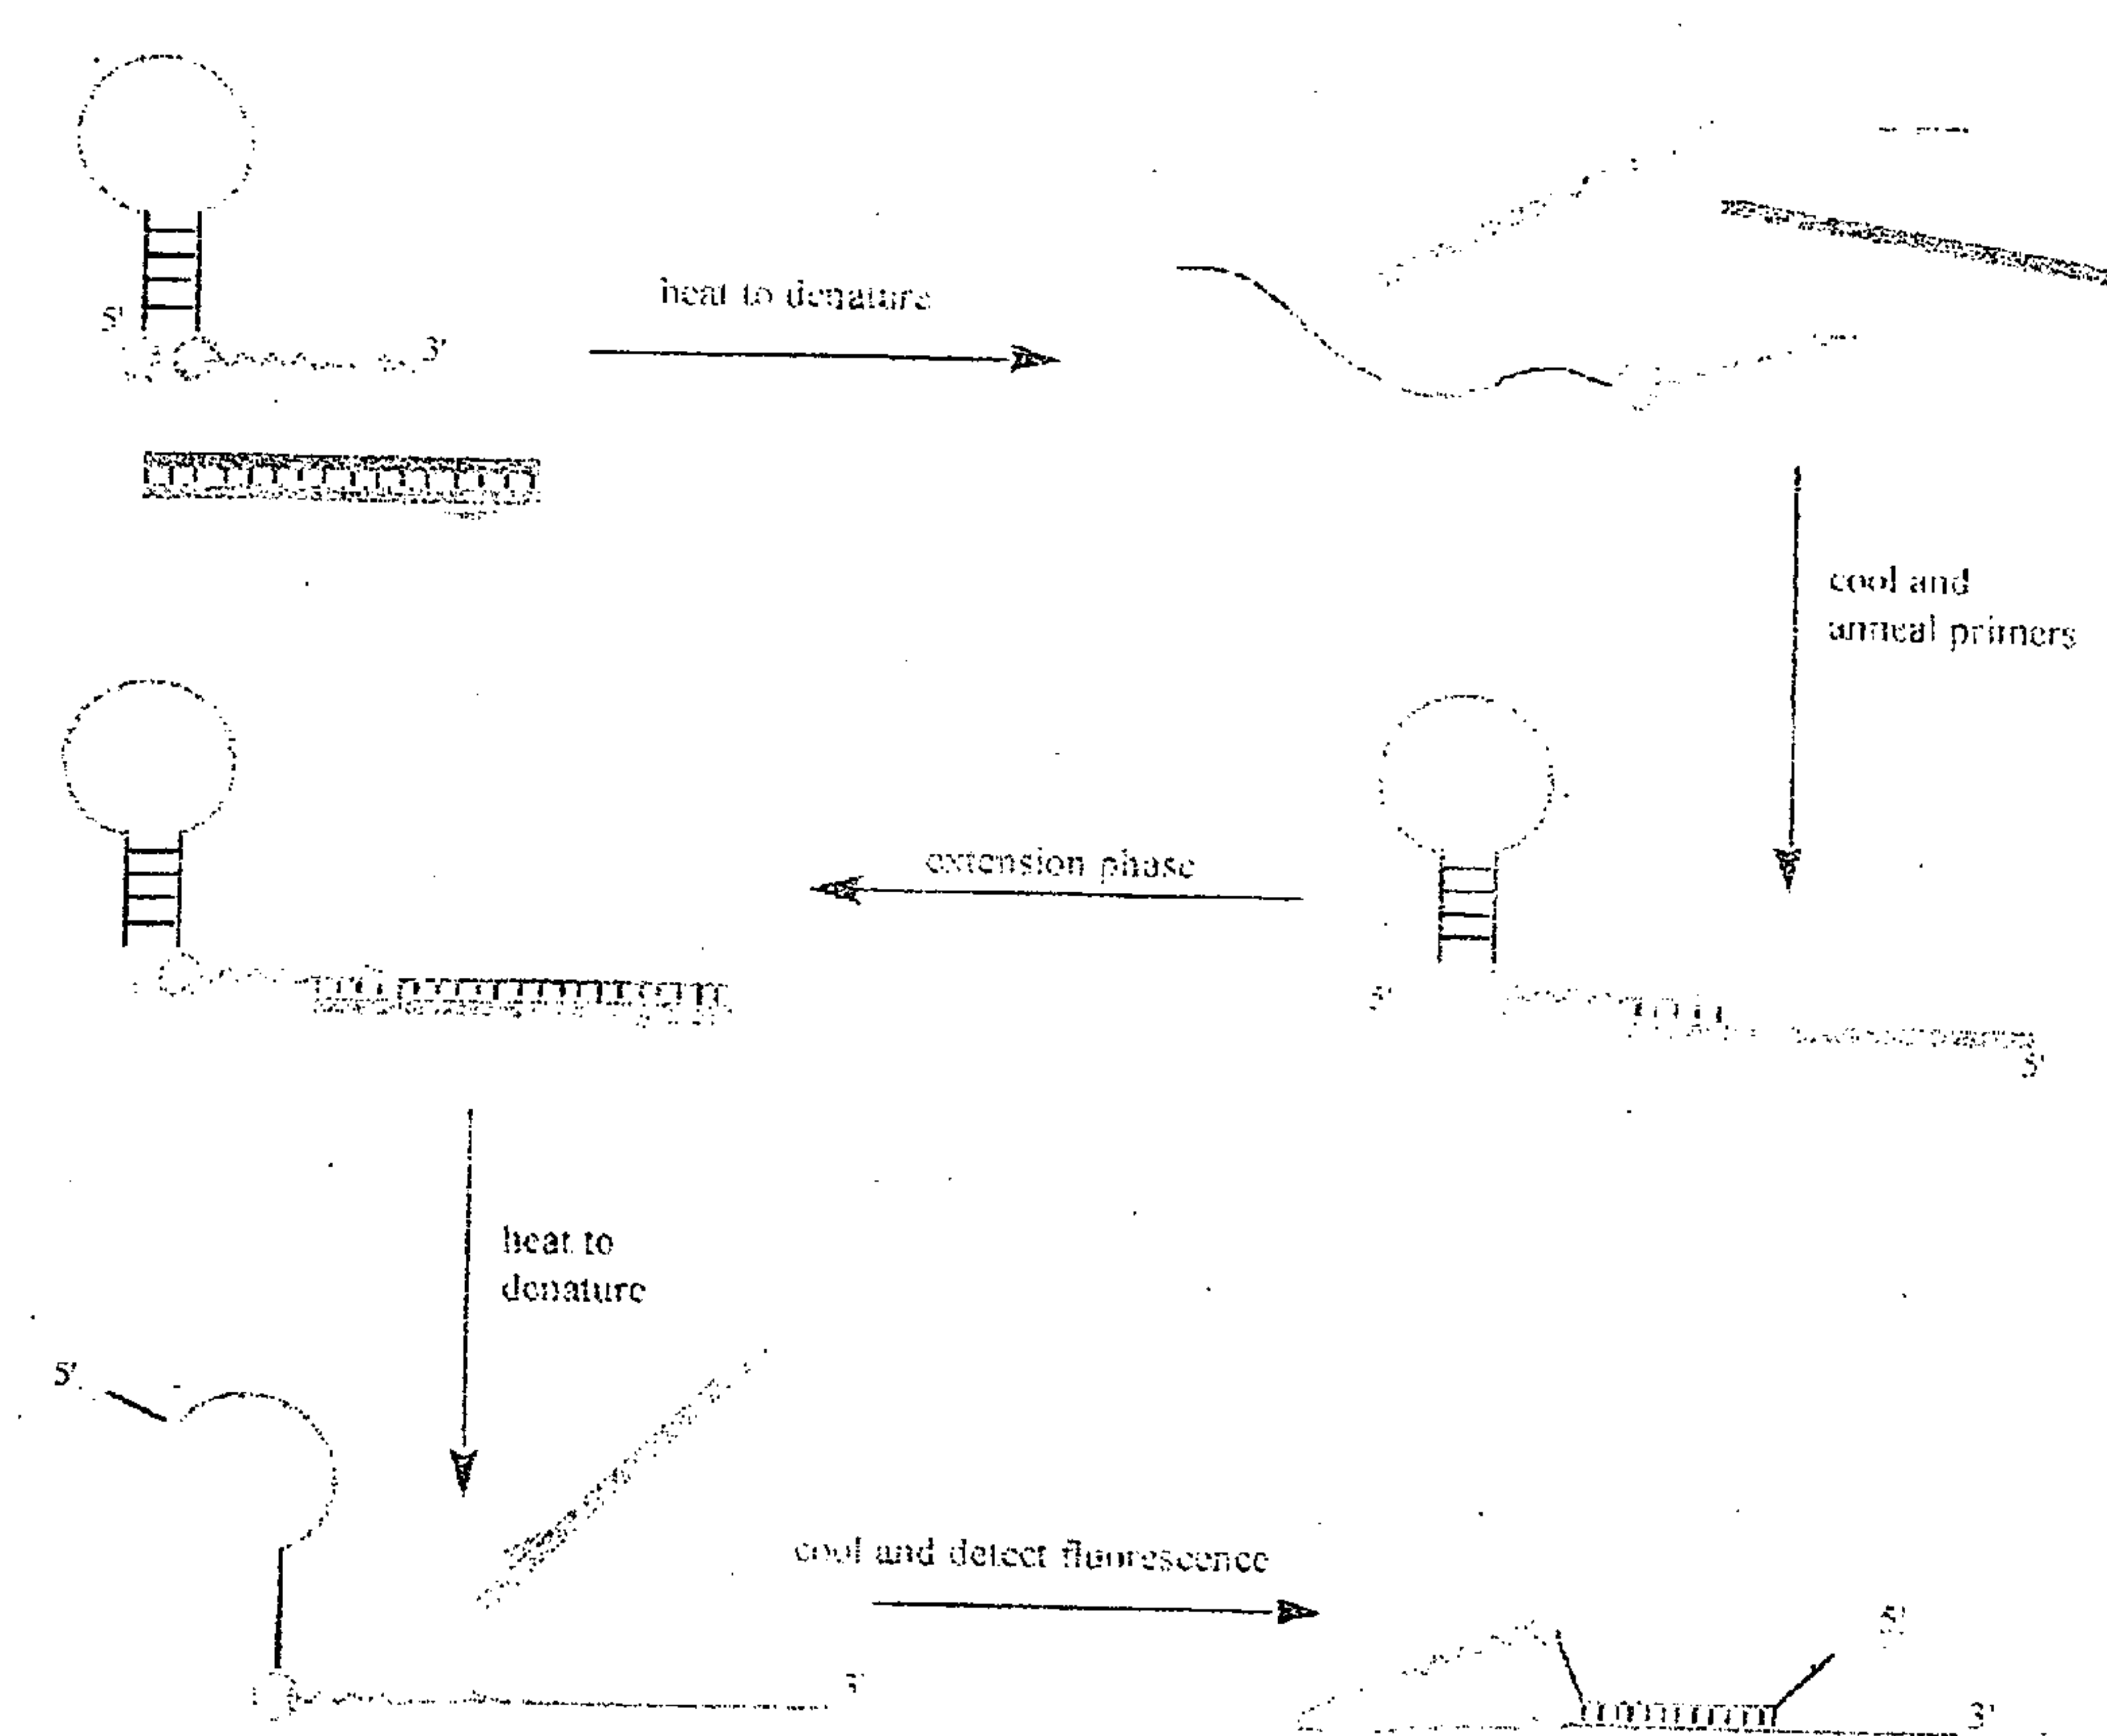 heat to denature
5'
3'
cool and
anneal primers
extension phase
5'
3'
heat to
denature
5'
cool and detect fluorescence
3'
5'
3'